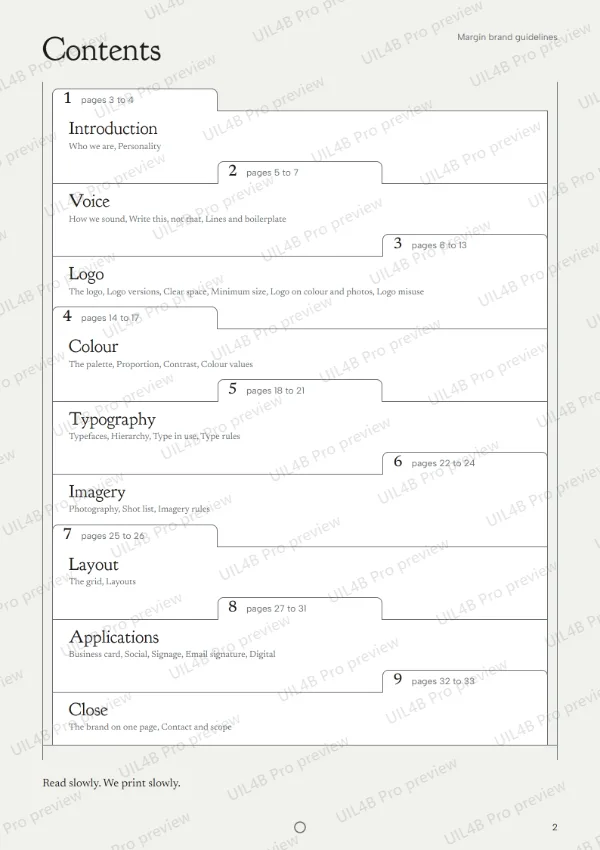 Contents
Margin brand guidelines
1 pages 3 to 4
Introduction
Who we are, Personality
2 pages 5 to 7
Voice
How we sound, Write this, not that, Lines and boilerplate
3 pages 8 to 13
Logo
The logo, Logo versions, Clear space, Minimum size, Logo on colour and photos, Logo misuse
4 pages 14 to 17
Colour
The palette, Proportion, Contrast, Colour values
5 pages 18 to 21
Typography
Typefaces, Hierarchy, Type in use, Type rules
6 pages 22 to 24
Imagery
Photography, Shot list, Imagery rules
7 pages 25 to 26
Layout
The grid, Layouts
8 pages 27 to 31
Applications
Business card, Social, Signage, Email signature, Digital
9 pages 32 to 33
Close
The brand on one page, Contact and scope
Read slowly. We print slowly.
2
UIL4B Pro preview